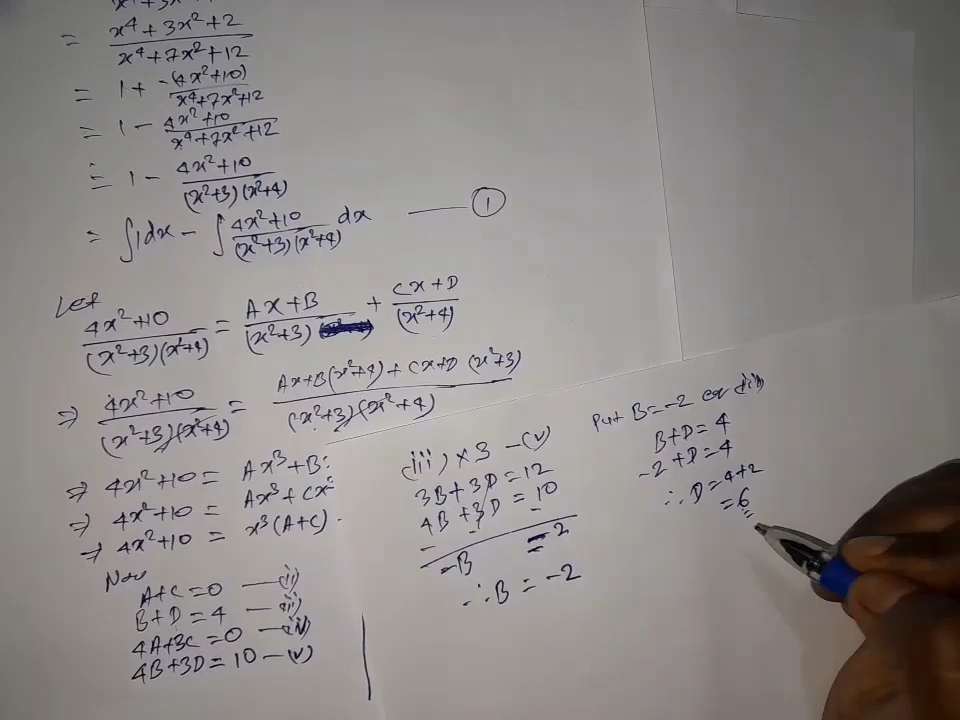 = x⁴+3x²+2 / x⁴+7x²+12
= 1 + -(4x²+10) / x⁴+7x²+12
= 1 - 4x²+10 / x⁴+7x²+12
= 1 - 4x²+10 / (x²+3)(x²+4)
= ∫1dx - ∫ 4x²+10 / (x²+3)(x²+4) dx —— ①
Let
4x²+10 / (x²+3)(x²+4) = Ax+B / (x²+3) + Cx+D / (x²+4)
⇒ 4x²+10 / (x²+3)(x²+4) = Ax+B(x²+4) + Cx+D (x²+3) / (x²+3)(x²+4)
⇒ 4x²+10 = Ax³+B
⇒ 4x²+10 = Ax³+Cx
⇒ 4x²+10 = x³(A+C)
Now
A+C=0 —
B+D=4 —
4A+3C=0 —
4B+3D=10 —(v)
(iii)×3 —(v)
3B+3D=12
4B+3D=10
- - -
-B = 2
∴B = -2
Put B=-2
B+D=4
-2+D=4
∴D=4+2
=6